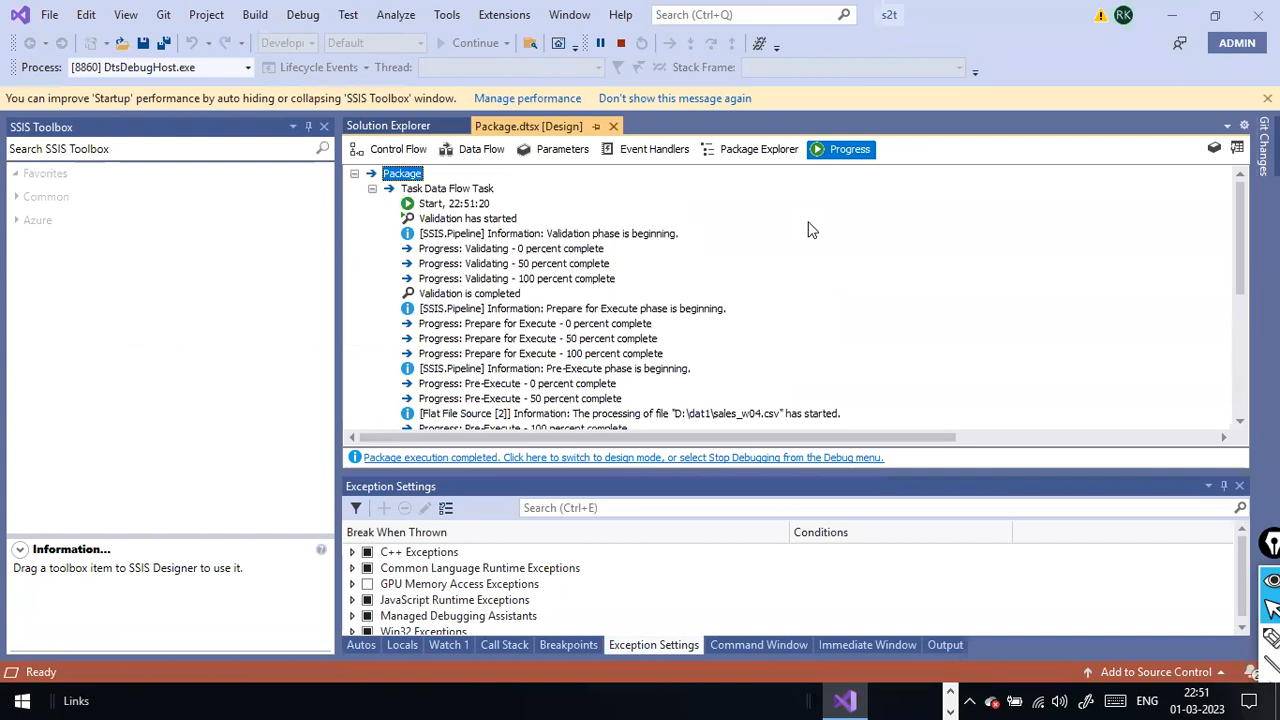 File Edit View Git Project Build Debug Test Analyze Tools Extensions Window Help Search (Ctrl+Q) s2t RK
Develop Default Continue ADMIN
Process: [8860] DtsDebugHost.exe Lifecycle Events Thread: Stack Frame:
You can improve 'Startup' performance by auto hiding or collapsing 'SSIS Toolbox' window. Manage performance Don't show this message again
SSIS Toolbox Solution Explorer Package.dtsx [Design] Git Changes
Search SSIS Toolbox Control Flow Data Flow Parameters Event Handlers Package Explorer Progress
Favorites
Common
Azure
Package
Task Data Flow Task
Start, 22:51:20
Validation has started
[SSIS.Pipeline] Information: Validation phase is beginning.
Progress: Validating - 0 percent complete
Progress: Validating - 50 percent complete
Progress: Validating - 100 percent complete
Validation is completed
[SSIS.Pipeline] Information: Prepare for Execute phase is beginning.
Progress: Prepare for Execute - 0 percent complete
Progress: Prepare for Execute - 50 percent complete
Progress: Prepare for Execute - 100 percent complete
[SSIS.Pipeline] Information: Pre-Execute phase is beginning.
Progress: Pre-Execute - 0 percent complete
Progress: Pre-Execute - 50 percent complete
[Flat File Source [2]] Information: The processing of file "D:\dat1\sales_w04.csv" has started.
Progress: Pre-Execute - 100 percent complete
Package execution completed. Click here to switch to design mode, or select Stop Debugging from the Debug menu.
Information...
Drag a toolbox item to SSIS Designer to use it.
Exception Settings
Search (Ctrl+E)
Break When Thrown Conditions
C++ Exceptions
Common Language Runtime Exceptions
GPU Memory Access Exceptions
JavaScript Runtime Exceptions
Managed Debugging Assistants
Win32 Exceptions
Autos Locals Watch 1 Call Stack Breakpoints Exception Settings Command Window Immediate Window Output
Ready Add to Source Control
Links ENG 22:51
01-03-2023